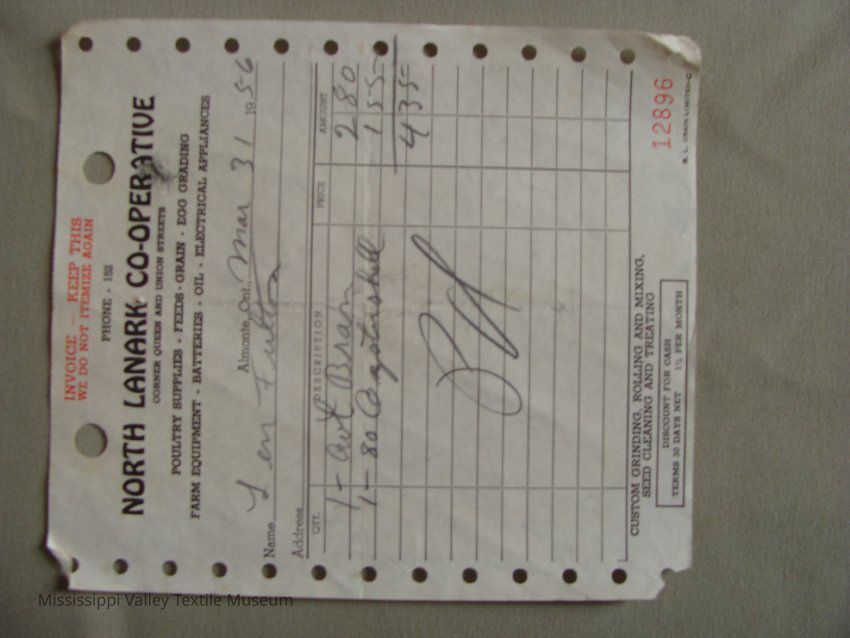 INVOICE — KEEP THIS
WE DO NOT ITEMIZE AGAIN
PHONE - 152
NORTH LANARK CO-OPERATIVE
CORNER QUEEN AND UNION STREETS
POULTRY SUPPLIES - FEEDS - GRAIN - EGG GRADING
FARM EQUIPMENT - BATTERIES - OIL - ELECTRICAL APPLIANCES
Almonte, Ont., Mar 31 1956
Name Len Fulton
Address
QTY. DESCRIPTION PRICE AMOUNT
1 - cwt Bran 2 80
1 - 80 Oystershell 1 55
4 35
CUSTOM GRINDING, ROLLING AND MIXING,
SEED CLEANING AND TREATING
DISCOUNT FOR CASH
TERMS 30 DAYS NET 1% PER MONTH
12896
R. L. CRAIN LIMITED
Mississippi Valley Textile Museum